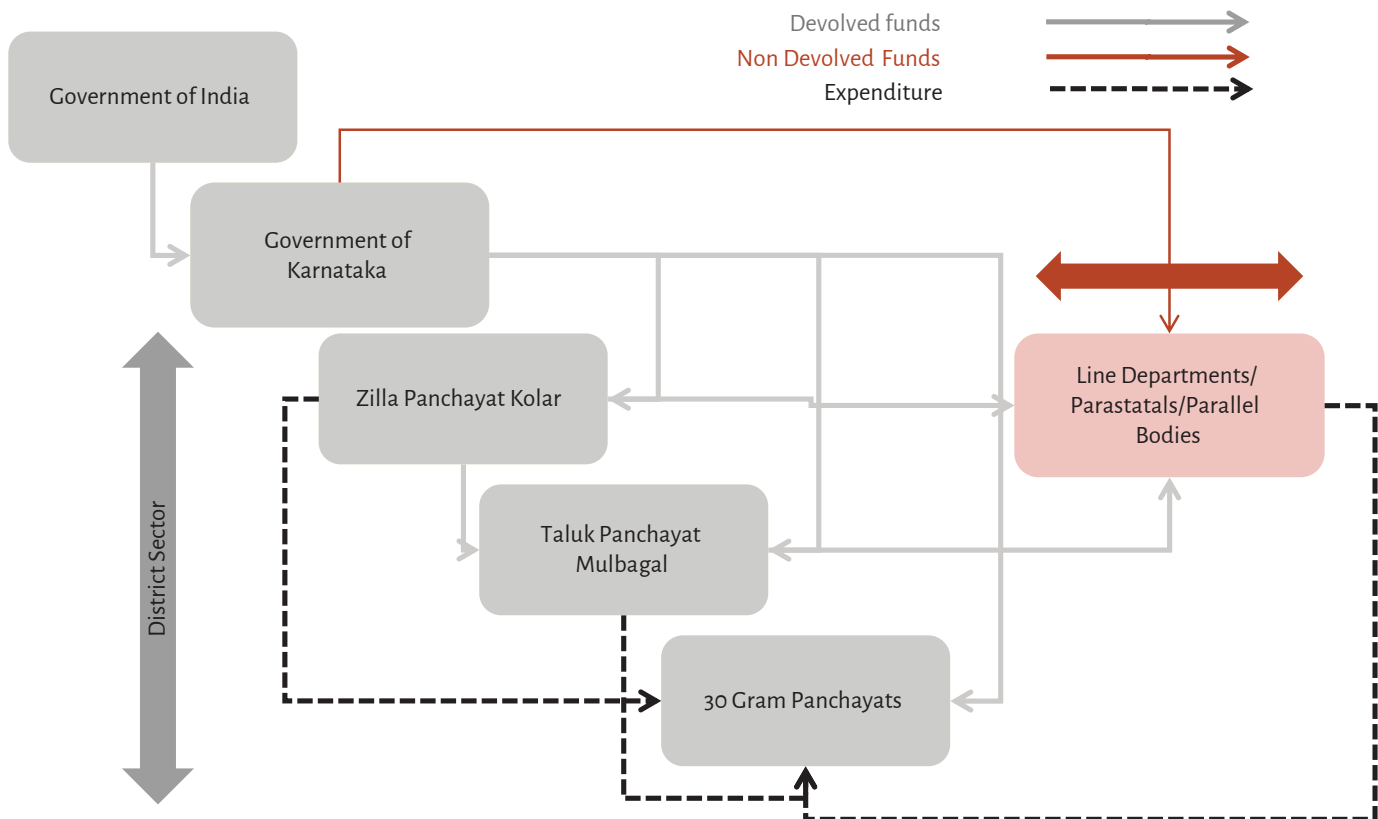 Devolved funds
Non Devolved Funds
Expenditure
Government of India
Government of
Karnataka
Zilla Panchayat Kolar
Line Departments/
Parastatals/Parallel
Bodies
District Sector
Taluk Panchayat
Mulbagal
30 Gram Panchayats